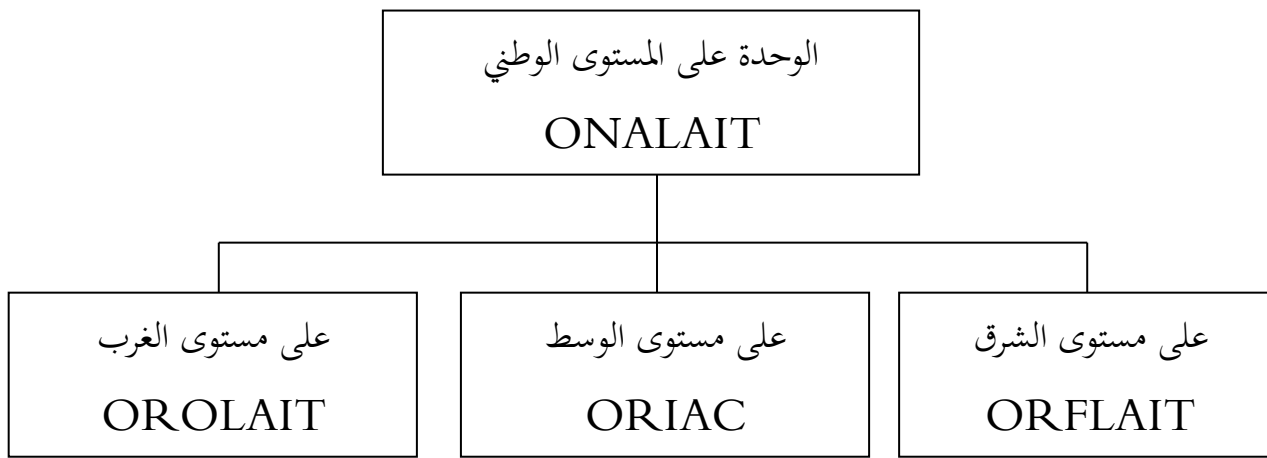 الوحدة على المستوى الوطني
ONALAIT
على مستوى الشرق
ORFLAIT
على مستوى الوسط
ORIAC
على مستوى الغرب
OROLAIT